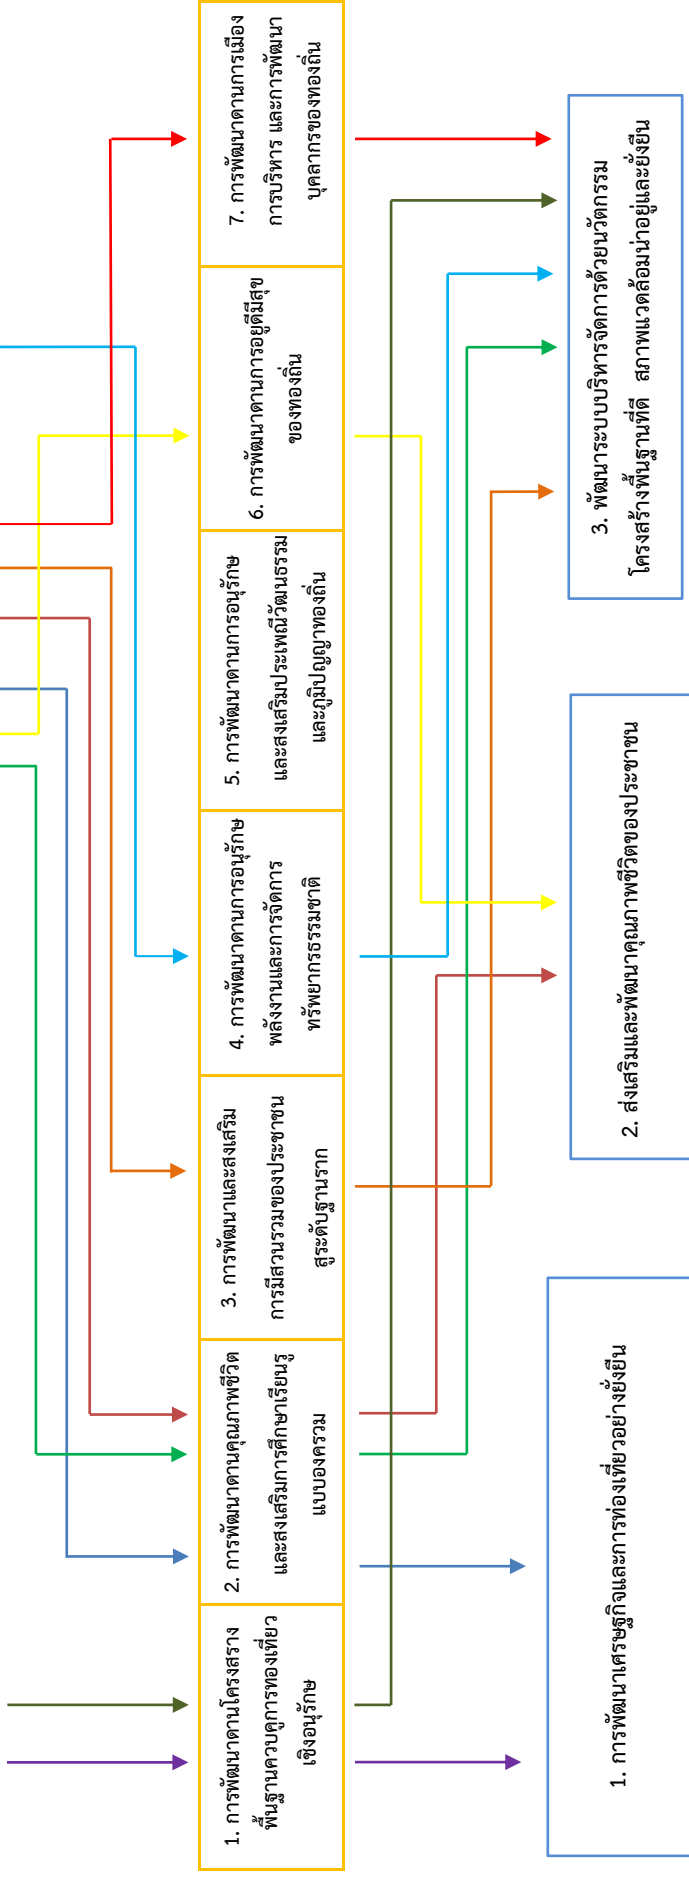 1. การพัฒนาดานโครงสราง
พื้นฐานควบคูการทองเที่ยว
เชิงอนุรักษ
2. การพัฒนาดานคุณภาพชีวิต
และสงเสริมการศึกษาเรียนรู
แบบองครวม
3. การพัฒนาและสงเสริม
การมีสวนรวมของประชาชน
สูระดับฐานราก
4. การพัฒนาดานการอนุรักษ
พลังงานและการจัดการ
ทรัพยากรธรรมชาติ
5. การพัฒนาดานการอนุรักษ
และสงเสริมประเพณีวัฒนธรรม
และภูมิปญญาทองถิ่น
6. การพัฒนาดานการอยูดีมีสุข
ของทองถิ่น
7. การพัฒนาดานการเมือง
การบริหาร และการพัฒนา
บุคลากรของทองถิ่น
1. การพัฒนาเศรษฐกิจและการท่องเที่ยวอย่างยั่งยืน
2. ส่งเสริมและพัฒนาคุณภาพชีวิตของประชาชน
3. พัฒนาระบบบริหารจัดการด้วยนวัตกรรม
โครงสร้างพื้นฐานที่ดี สภาพแวดล้อมน่าอยู่และยั่งยืน